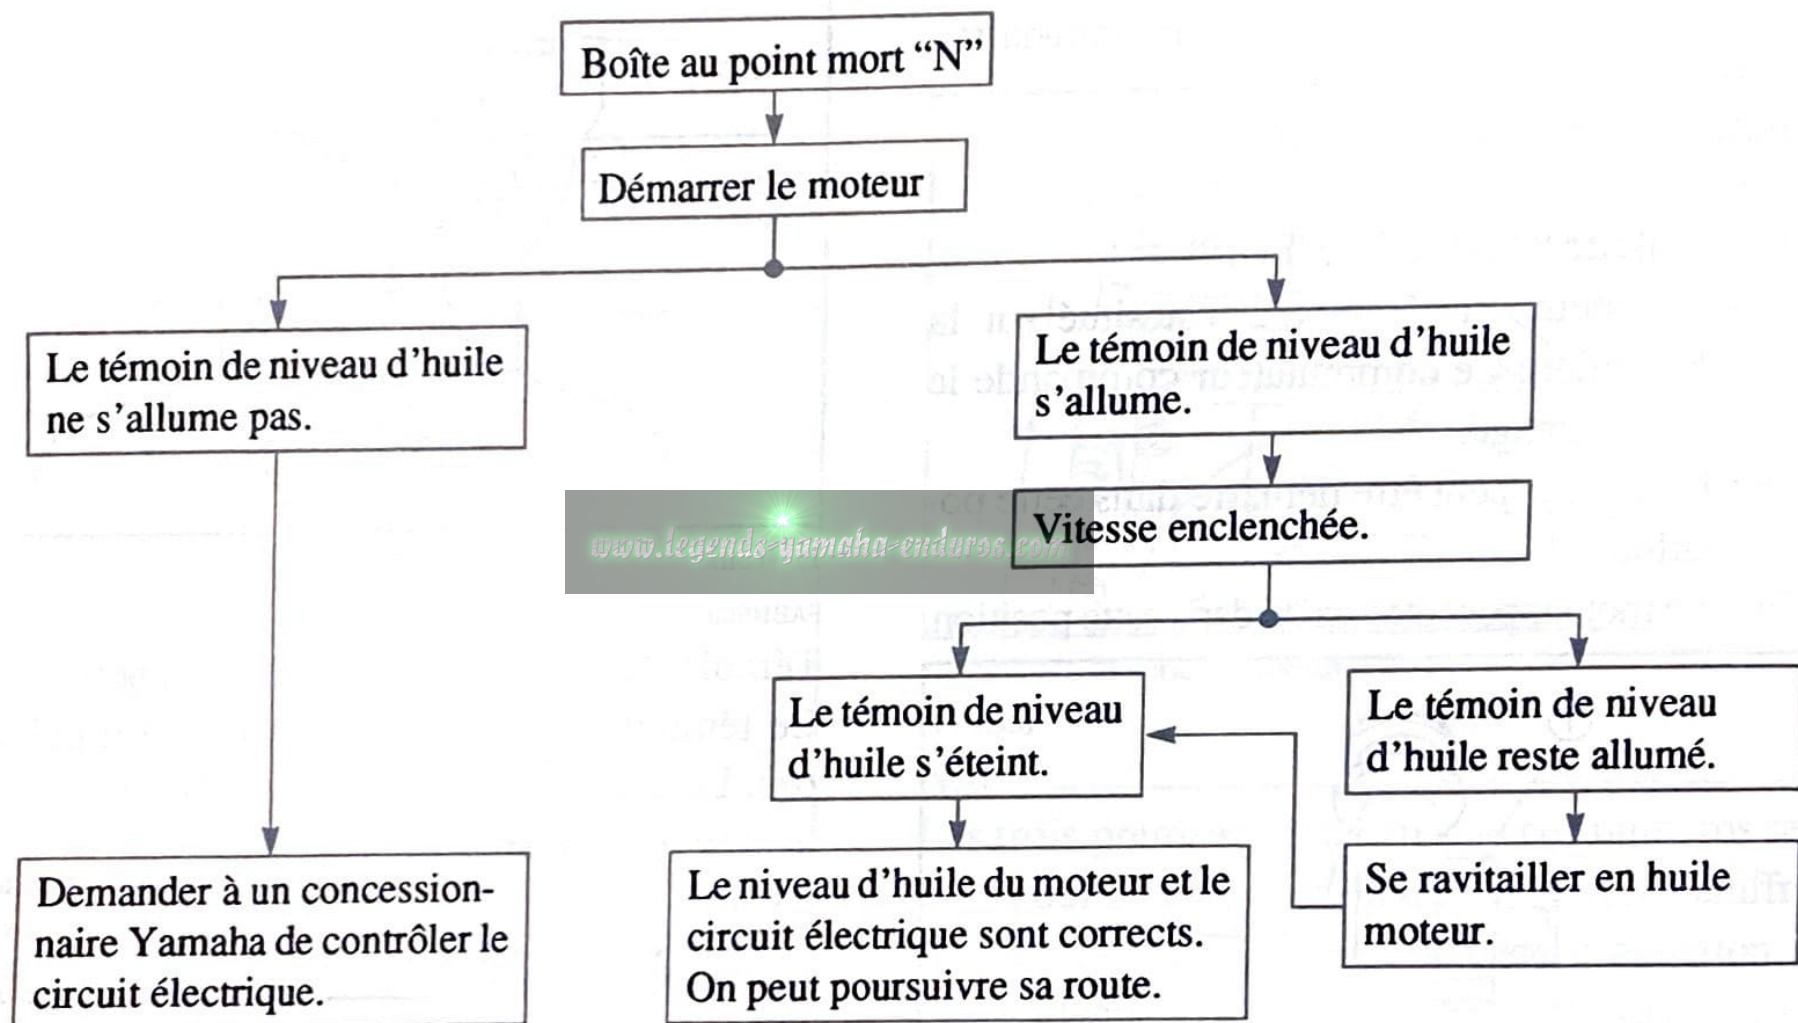 Boîte au point mort “N”
Démarrer le moteur
Le témoin de niveau d’huile
ne s’allume pas.
Demander à un concession-
naire Yamaha de contrôler le
circuit électrique.
Le témoin de niveau d’huile
s’allume.
Vitesse enclenchée.
Le témoin de niveau
d’huile s’éteint.
Le niveau d’huile du moteur et le
circuit électrique sont corrects.
On peut poursuivre sa route.
Le témoin de niveau
d’huile reste allumé.
Se ravitailler en huile
moteur.
www.legends-yamaha-enduros.com